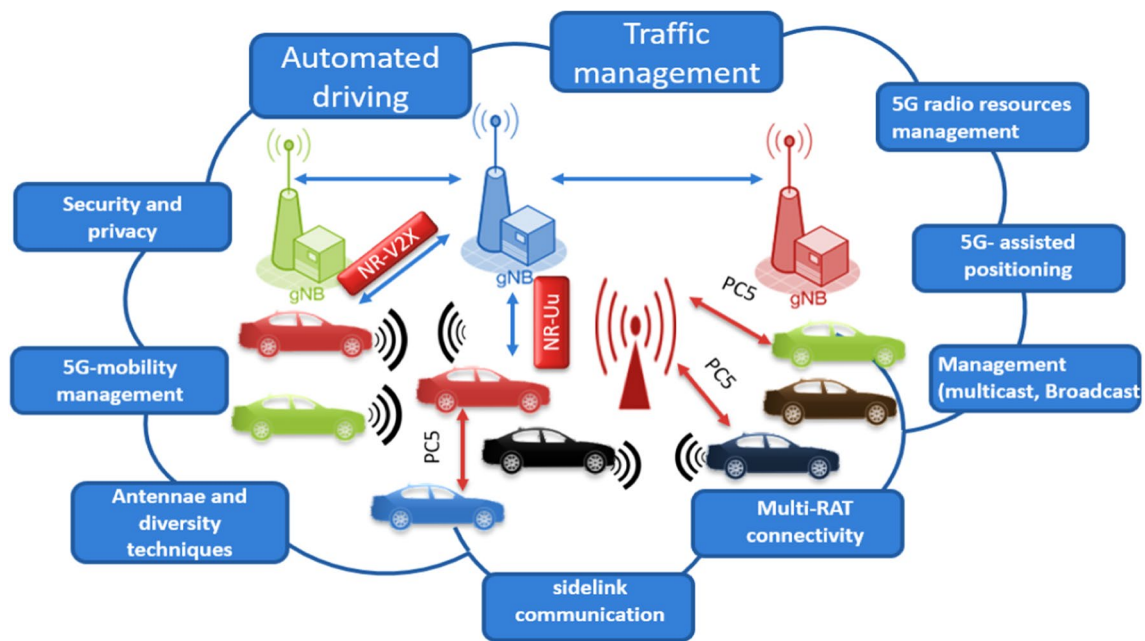 Automated
driving
Traffic
management
5G radio resources
management
Security and
privacy
NR-V2X
gNB
gNB
gNB
NR-Uu
PC5
PC5
PC5
5G- assisted
positioning
5G-mobility
management
Management
(multicast, Broadcast
Antennae and
diversity
techniques
Multi-RAT
connectivity
sidelink
communication